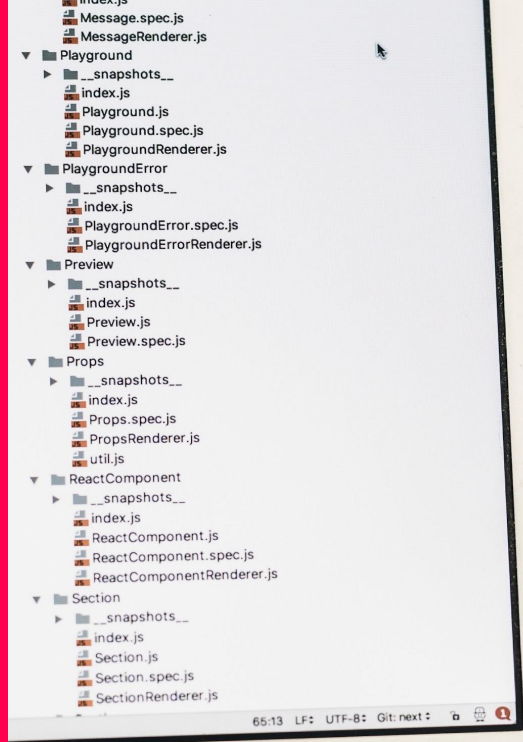 index.js
Message.spec.js
MessageRenderer.js
Playground
__snapshots__
index.js
Playground.js
Playground.spec.js
PlaygroundRenderer.js
PlaygroundError
__snapshots__
index.js
PlaygroundError.spec.js
PlaygroundErrorRenderer.js
Preview
__snapshots__
index.js
Preview.js
Preview.spec.js
Props
__snapshots__
index.js
Props.spec.js
PropsRenderer.js
util.js
ReactComponent
__snapshots__
index.js
ReactComponent.js
ReactComponent.spec.js
ReactComponentRenderer.js
Section
__snapshots__
index.js
Section.js
Section.spec.js
SectionRenderer.js
65:13 LF÷ UTF-8÷ Git: next÷ 1